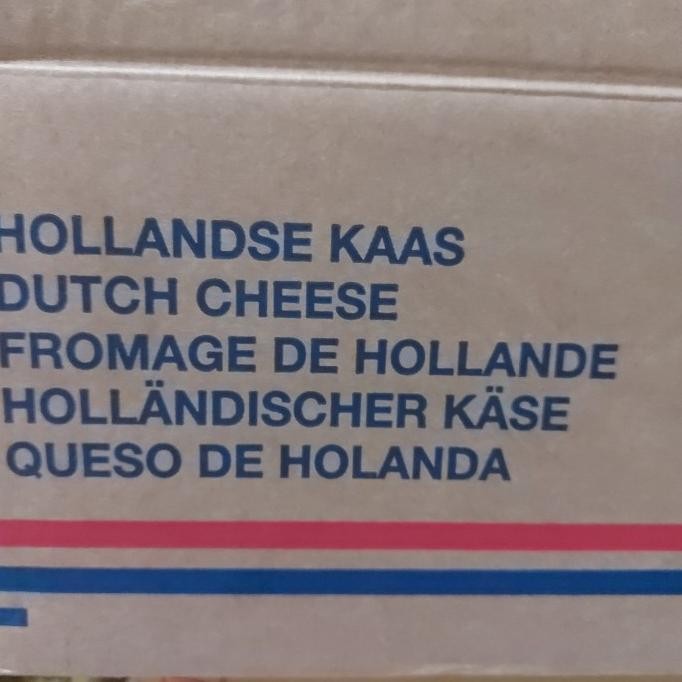 HOLLANDSE KAAS
DUTCH CHEESE
FROMAGE DE HOLLANDE
HOLLÄNDISCHER KÄSE
QUESO DE HOLANDA